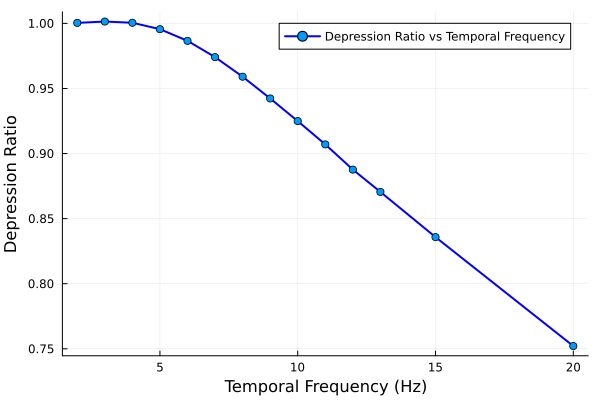 Depression Ratio vs Temporal Frequency
1.00
0.95
0.90
0.85
0.80
0.75
Depression Ratio
5 10 15 20
Temporal Frequency (Hz)